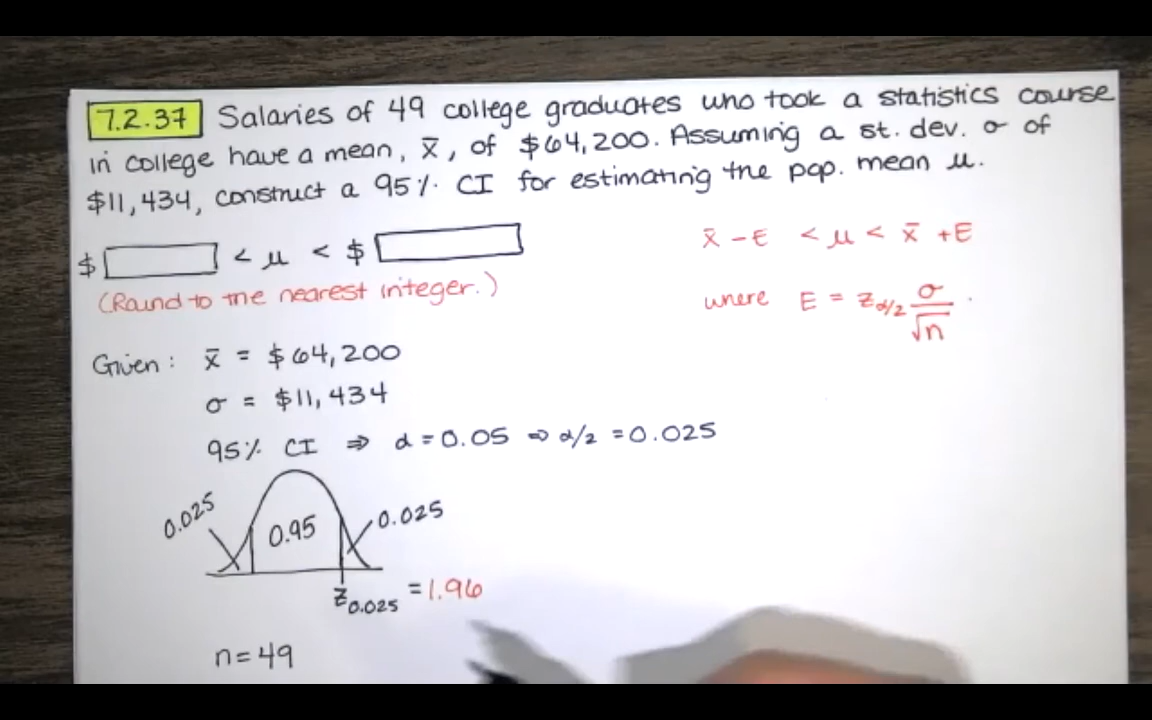 7.2.37 Salaries of 49 college graduates who took a statistics course
in college have a mean, x̄, of $64,200. Assuming a st. dev. σ of
$11,434, construct a 95% CI for estimating the pop. mean μ.
$ < μ < $
(Round to the nearest integer.)
x̄ - E < μ < x̄ + E
where E = z_α/2 σ/√n .
Given: x̄ = $64,200
σ = $11,434
95% CI ⇒ α = 0.05 ⇒ α/2 = 0.025
0.025 0.95 0.025
z_0.025 = 1.96
n = 49